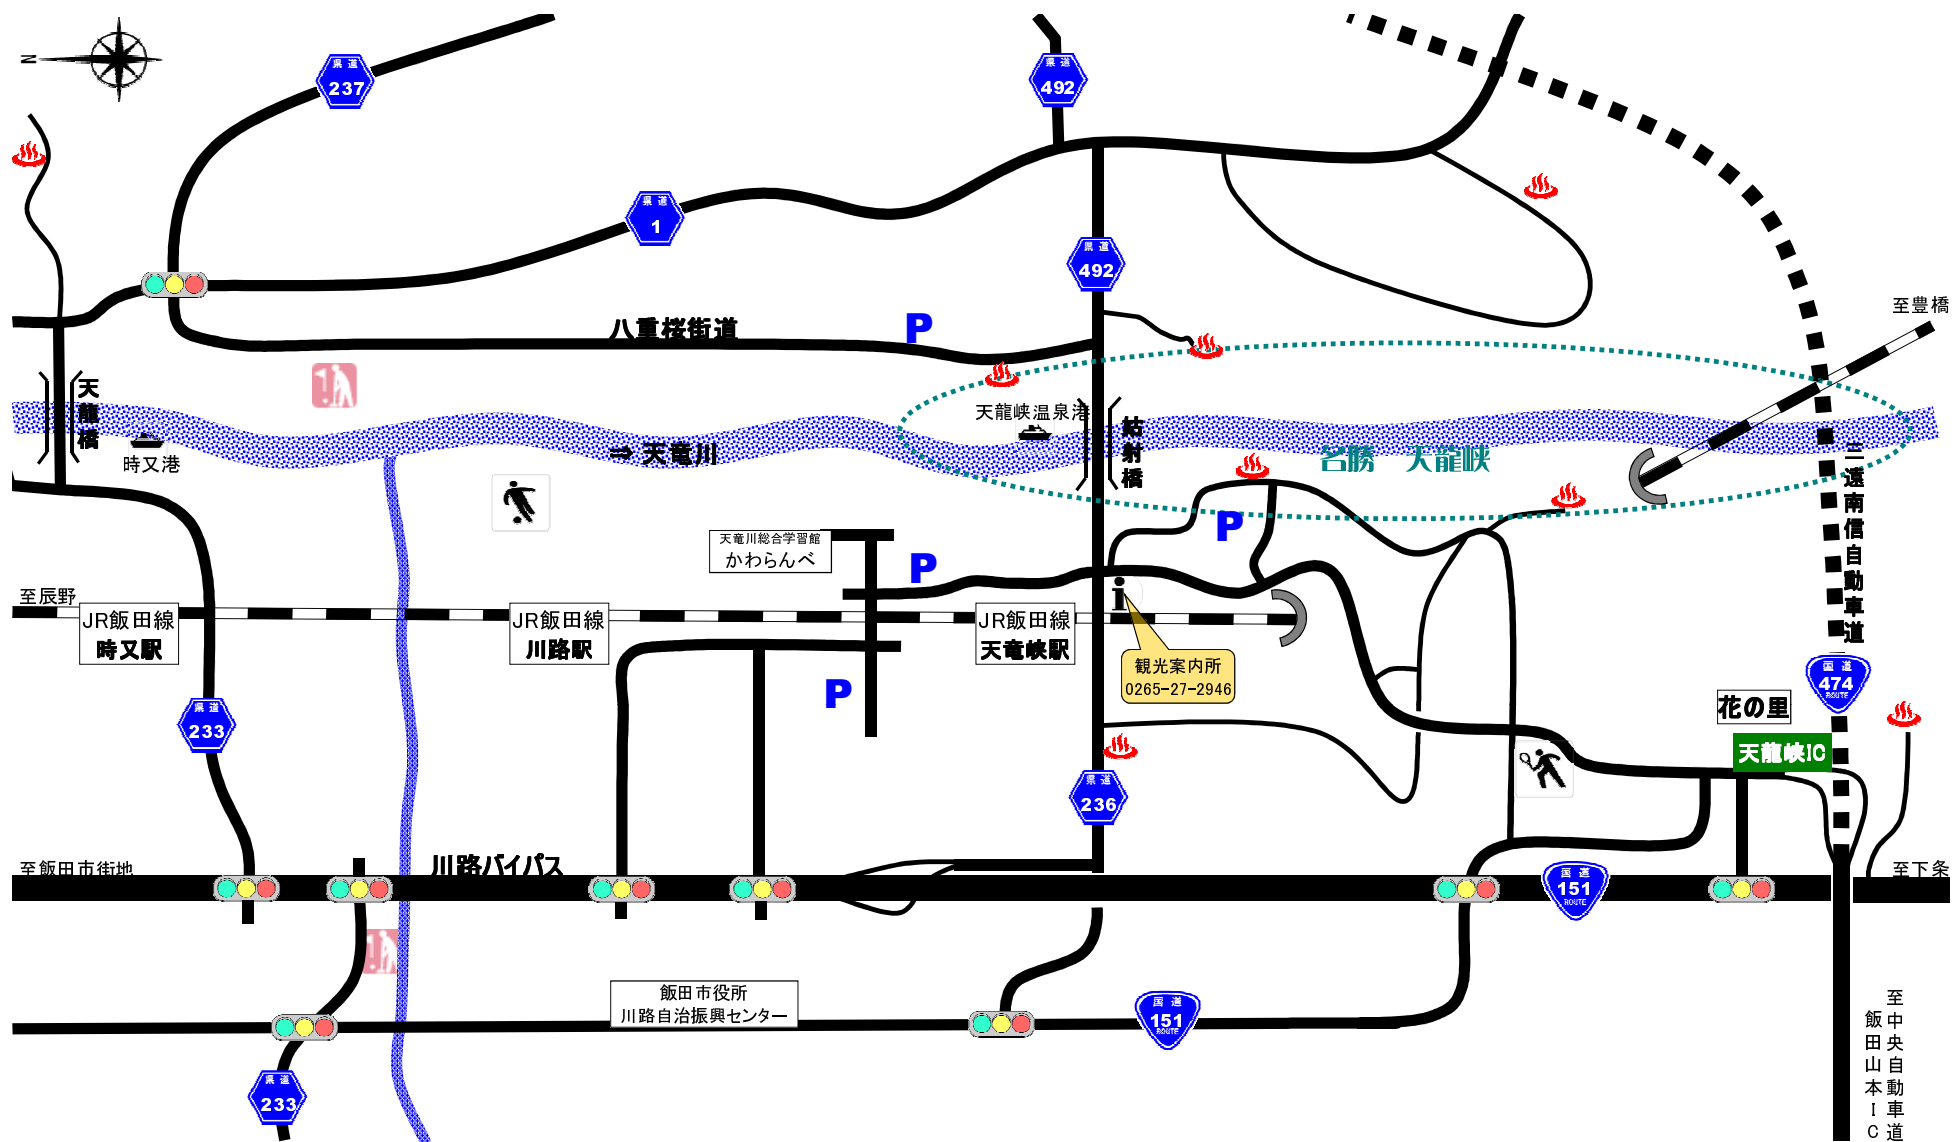 N
県道
237
県道
492
県道
1
県道
492
至豊橋
八重桜街道
P
天龍橋
天龍峡温泉港
姑射橋
時又港
⇒ 天竜川
名勝 天龍峡
三遠南信自動車道
P
天竜川総合学習館
かわらんべ
P
至辰野
JR飯田線
時又駅
JR飯田線
川路駅
JR飯田線
天竜峡駅
i
観光案内所
0265-27-2946
P
国道
474
ROUTE
花の里
県道
233
天龍峡IC
県道
236
至飯田市街地
川路バイパス
国道
151
ROUTE
至下条
飯田市役所
川路自治振興センター
国道
151
ROUTE
至中央自動車道
飯田山本IC
県道
233